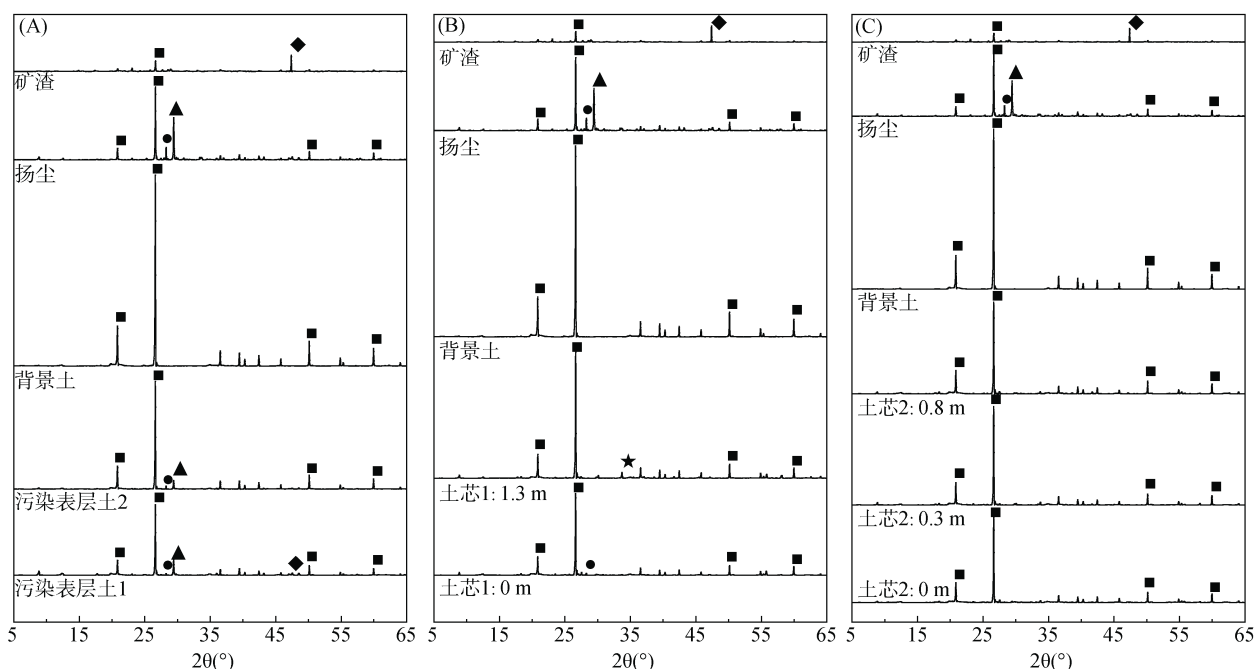 (A)
矿渣
扬尘
背景土
污染表层土2
污染表层土1
5 15 25 35 45 55 65
2θ(°)
(B)
矿渣
扬尘
背景土
土芯1: 1.3 m
土芯1: 0 m
5 15 25 35 45 55 65
2θ(°)
(C)
矿渣
扬尘
背景土
土芯2: 0.8 m
土芯2: 0.3 m
土芯2: 0 m
5 15 25 35 45 55 65
2θ(°)